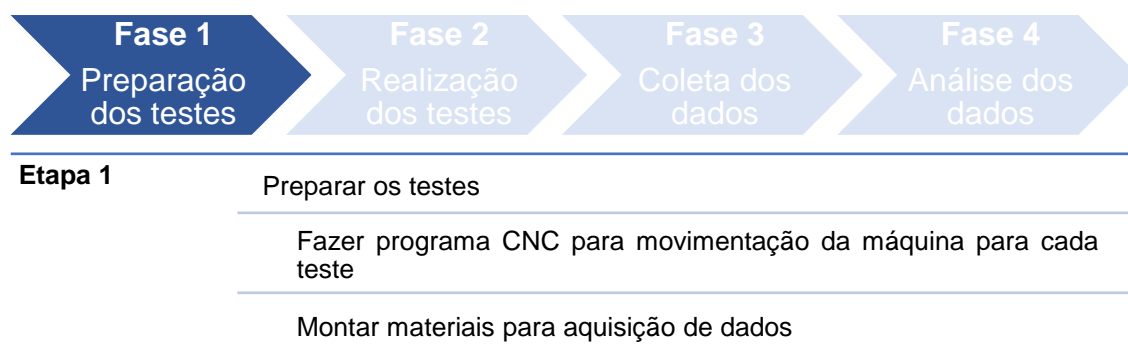 Fase 1
Preparação
dos testes
Fase 2
Realização
dos testes
Fase 3
Coleta dos
dados
Fase 4
Análise dos
dados
Etapa 1
Preparar os testes
Fazer programa CNC para movimentação da máquina para cada
teste
Montar materiais para aquisição de dados